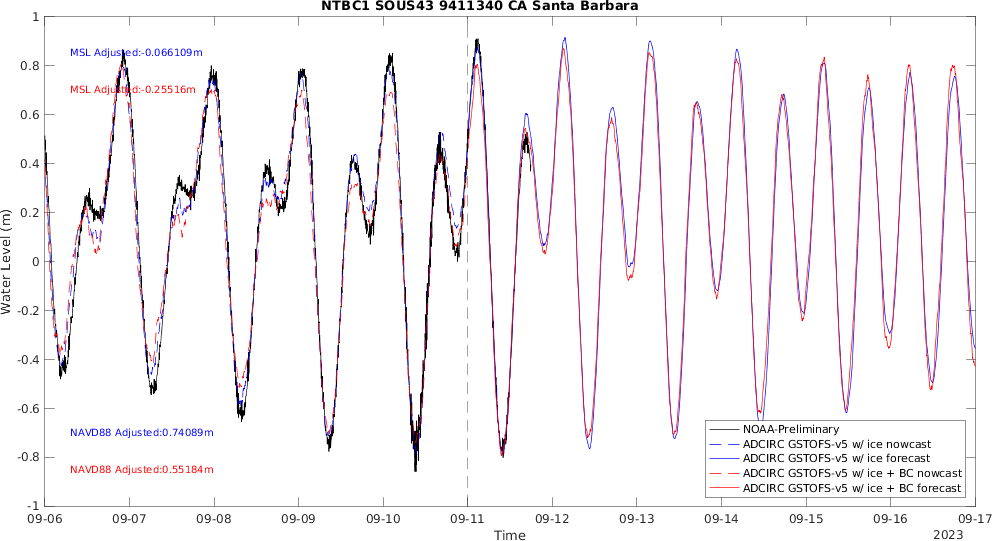 NTBC1 SOUS43 9411340 CA Santa Barbara
1
0.8
0.6
0.4
0.2
0
-0.2
-0.4
-0.6
-0.8
-1
Water Level (m)
MSL Adjusted:-0.066109m
MSL Adjusted:-0.25516m
NAVD88 Adjusted:0.74089m
NAVD88 Adjusted:0.55184m
NOAA-Preliminary
ADCIRC GSTOFS-v5 w/ ice nowcast
ADCIRC GSTOFS-v5 w/ ice forecast
ADCIRC GSTOFS-v5 w/ ice + BC nowcast
ADCIRC GSTOFS-v5 w/ ice + BC forecast
09-06 09-07 09-08 09-09 09-10 09-11 09-12 09-13 09-14 09-15 09-16 09-17
Time
2023